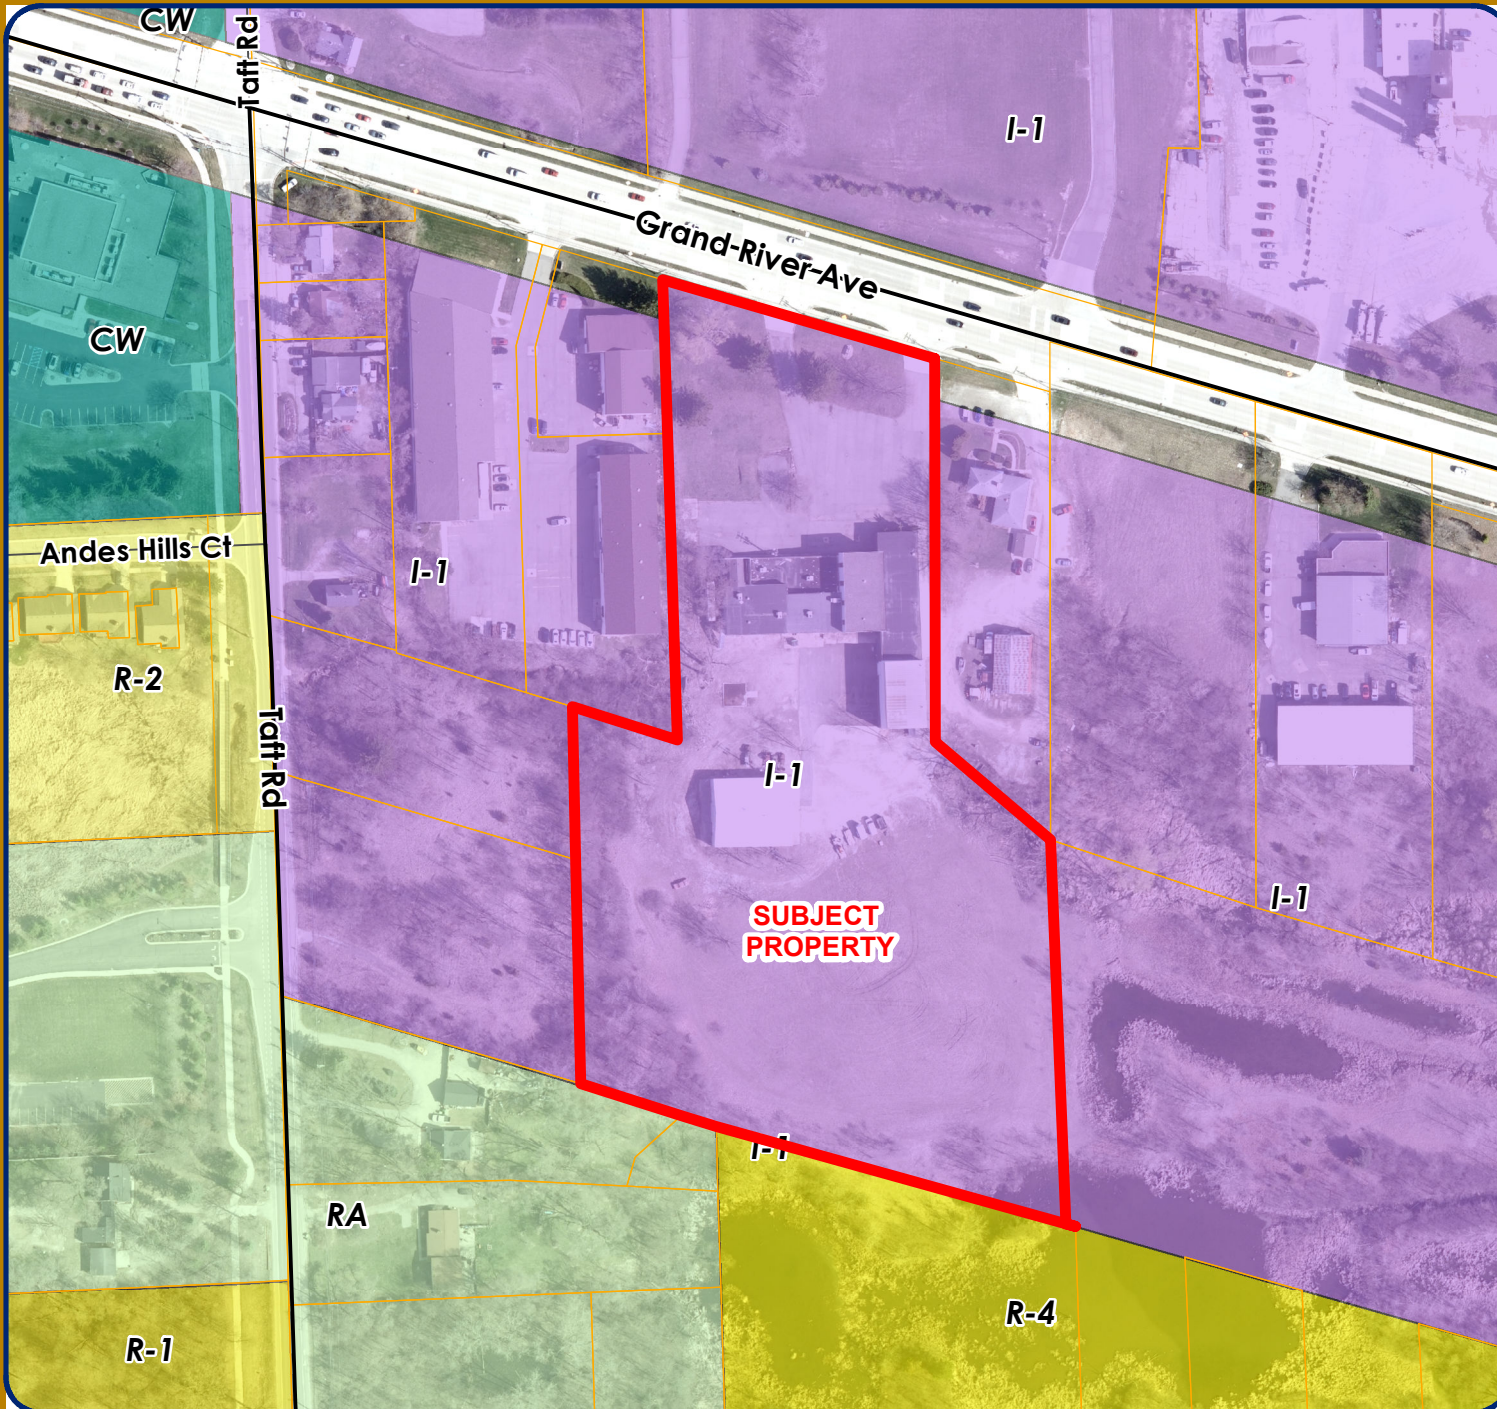 CW
Taft-Rd
I-1
Grand-River-Ave
CW
Andes Hills Ct
I-1
R-2
Taft-Rd
I-1
I-1
SUBJECT
PROPERTY
I-1
RA
R-4
R-1